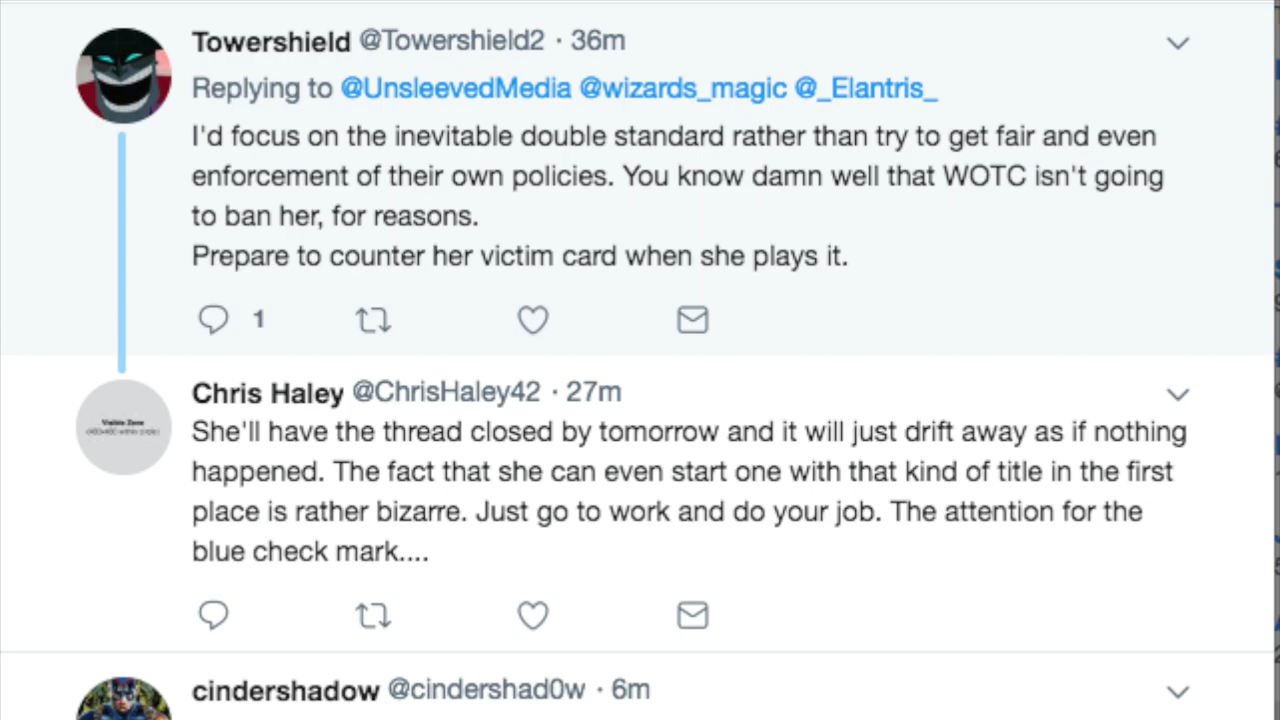 Towershield @Towershield2 · 36m
Replying to @UnsleevedMedia @wizards_magic @_Elantris_
I'd focus on the inevitable double standard rather than try to get fair and even
enforcement of their own policies. You know damn well that WOTC isn't going
to ban her, for reasons.
Prepare to counter her victim card when she plays it.
1
Chris Haley @ChrisHaley42 · 27m
Visible Zone
She'll have the thread closed by tomorrow and it will just drift away as if nothing
happened. The fact that she can even start one with that kind of title in the first
place is rather bizarre. Just go to work and do your job. The attention for the
blue check mark....
cindershadow @cindershad0w · 6m